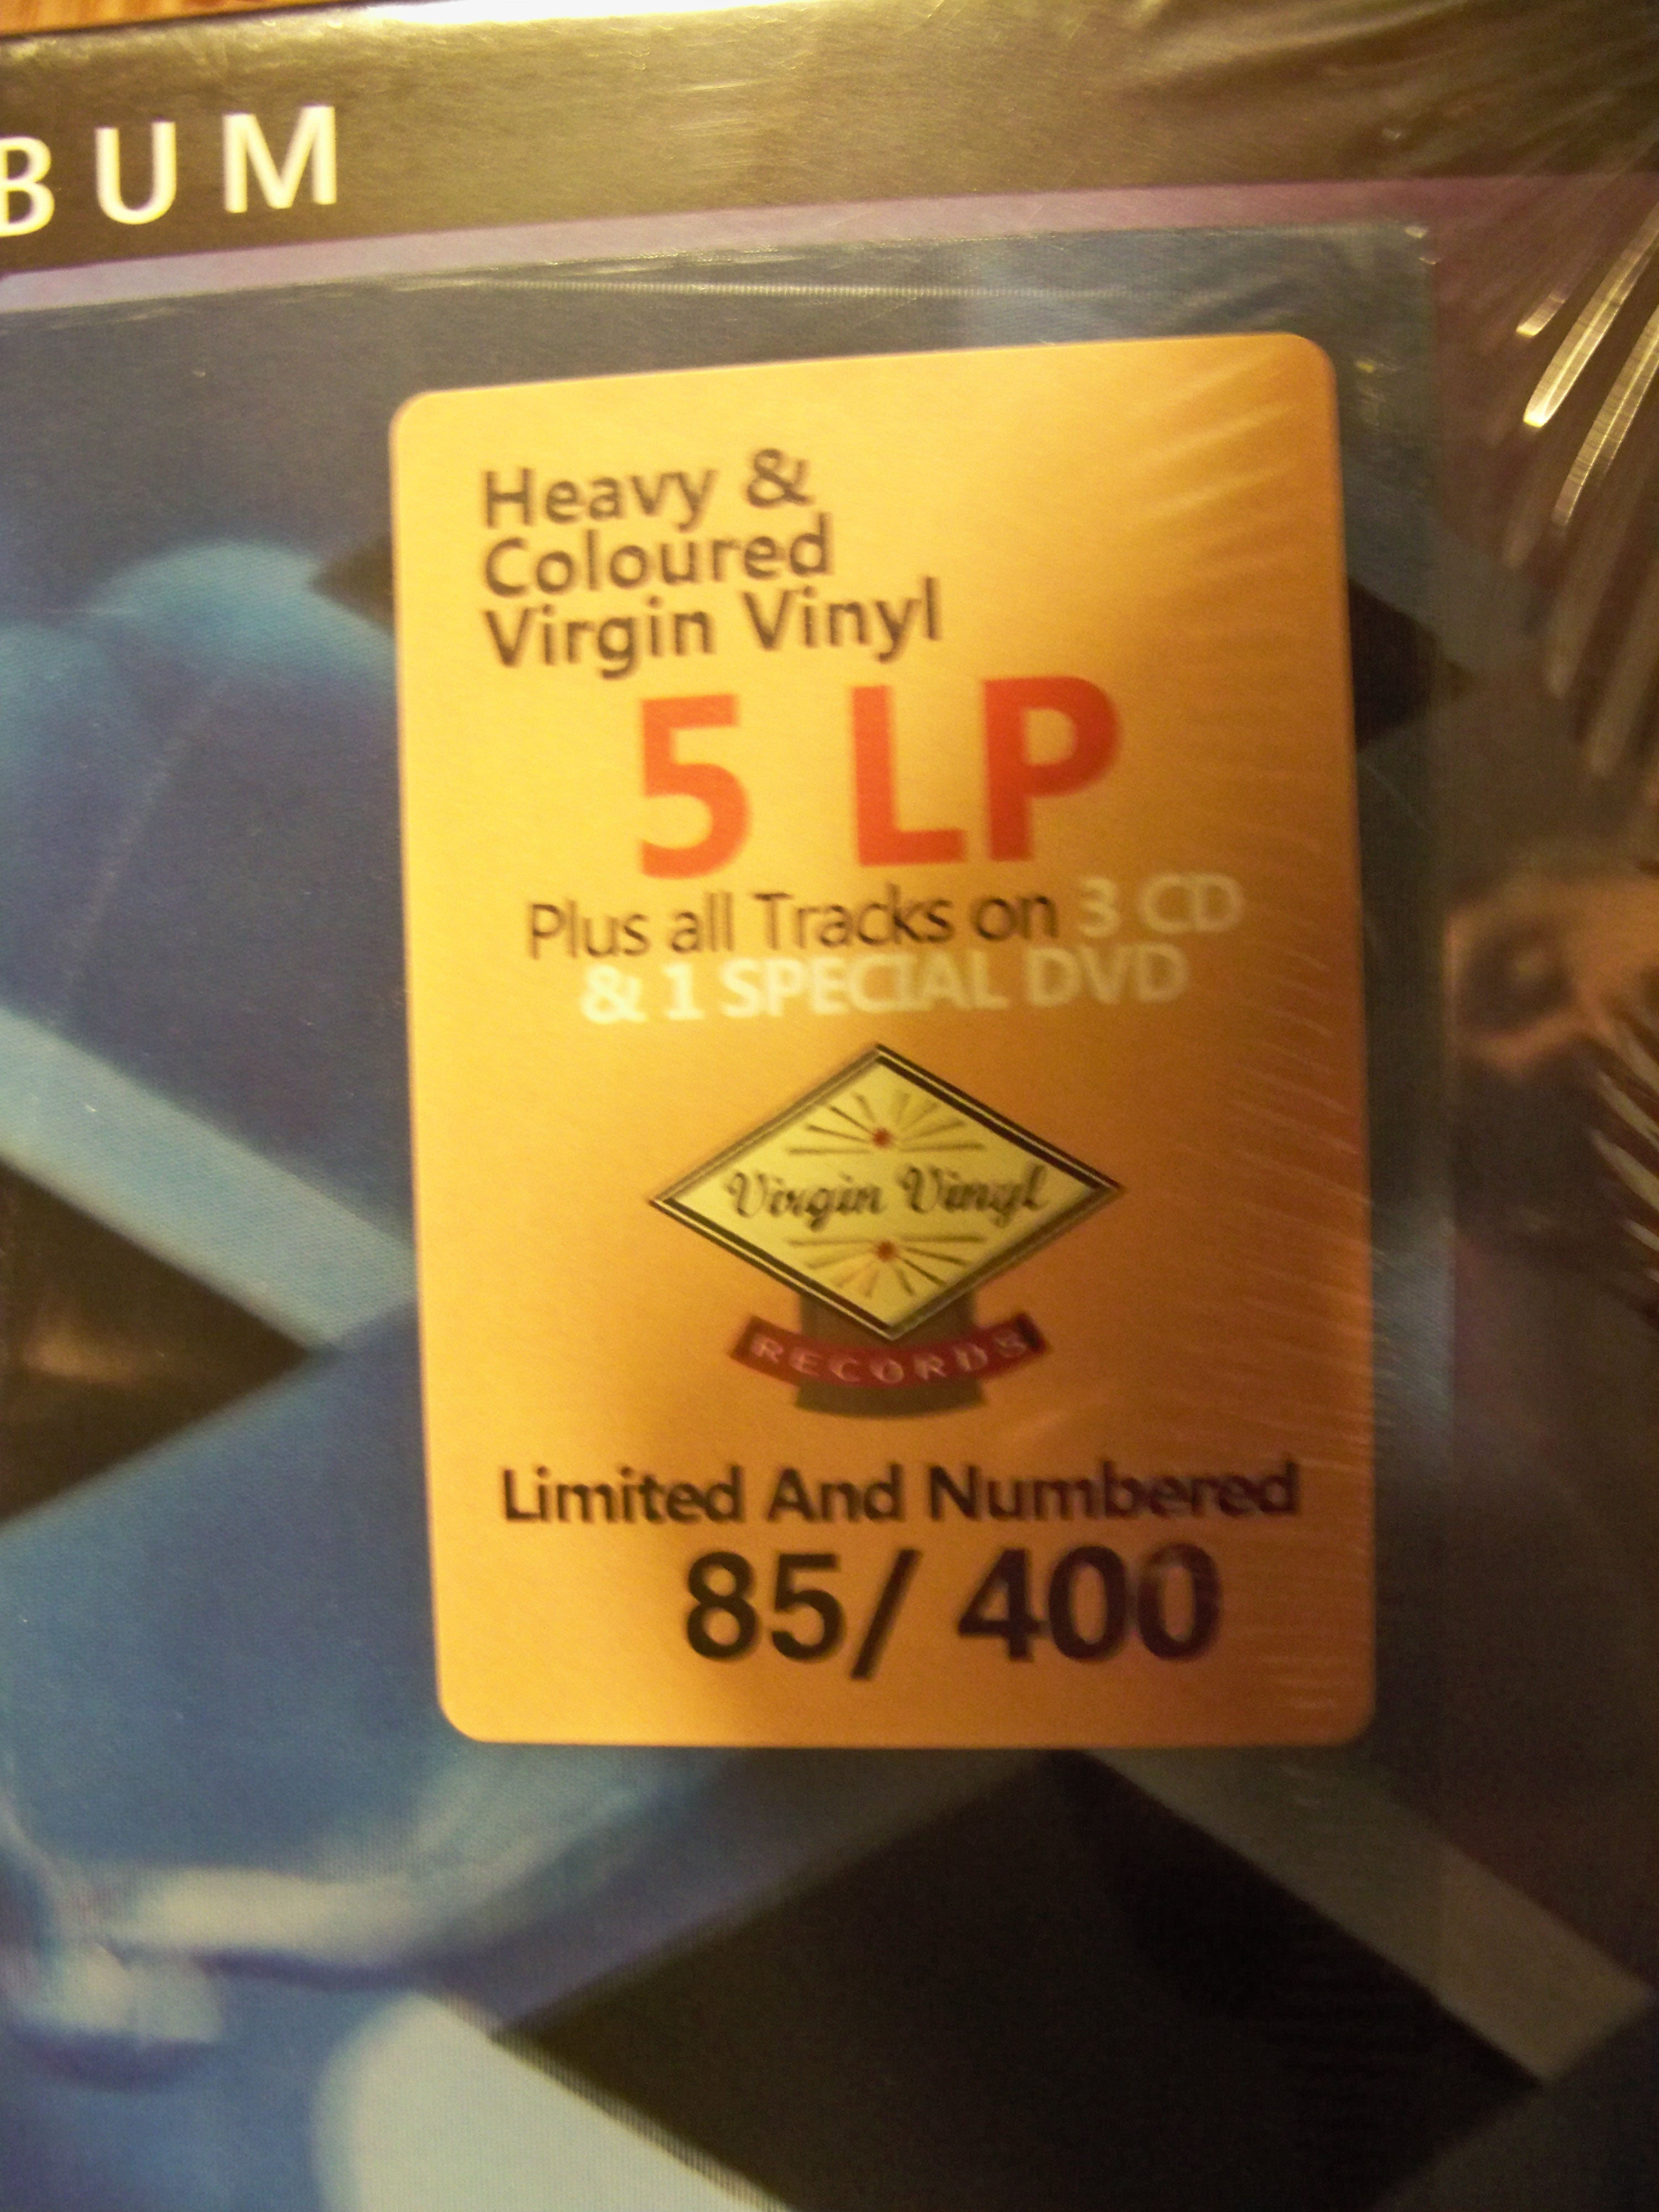 BUM
Heavy &
Coloured
Virgin Vinyl
5 LP
Plus all Tracks on 3 CD
& 1 SPECIAL DVD
Virgin Vinyl
RECORDS
Limited And Numbered
85/ 400